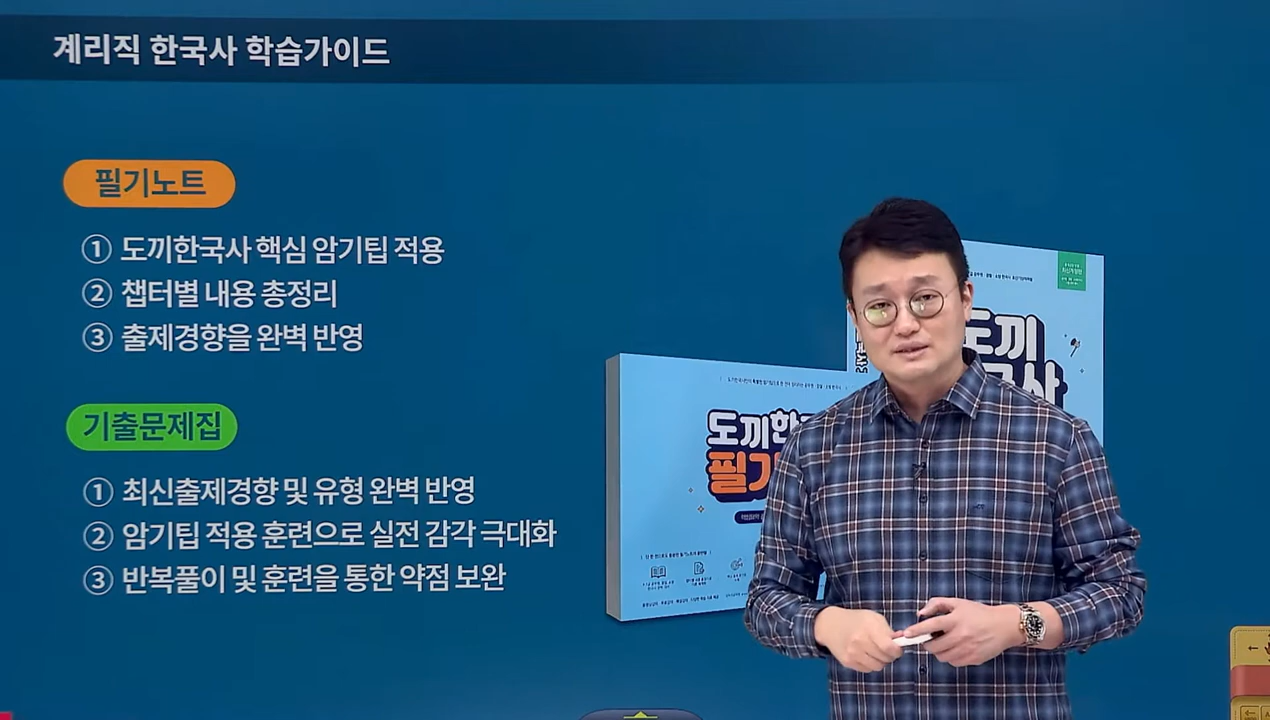 계리직 한국사 학습가이드
필기노트
① 도끼한국사 핵심 암기팁 적용
② 챕터별 내용 총정리
③ 출제경향을 완벽 반영
기출문제집
① 최신출제경향 및 유형 완벽 반영
② 암기팁 적용 훈련으로 실전 감각 극대화
③ 반복풀이 및 훈련을 통한 약점 보완
도끼
도끼한